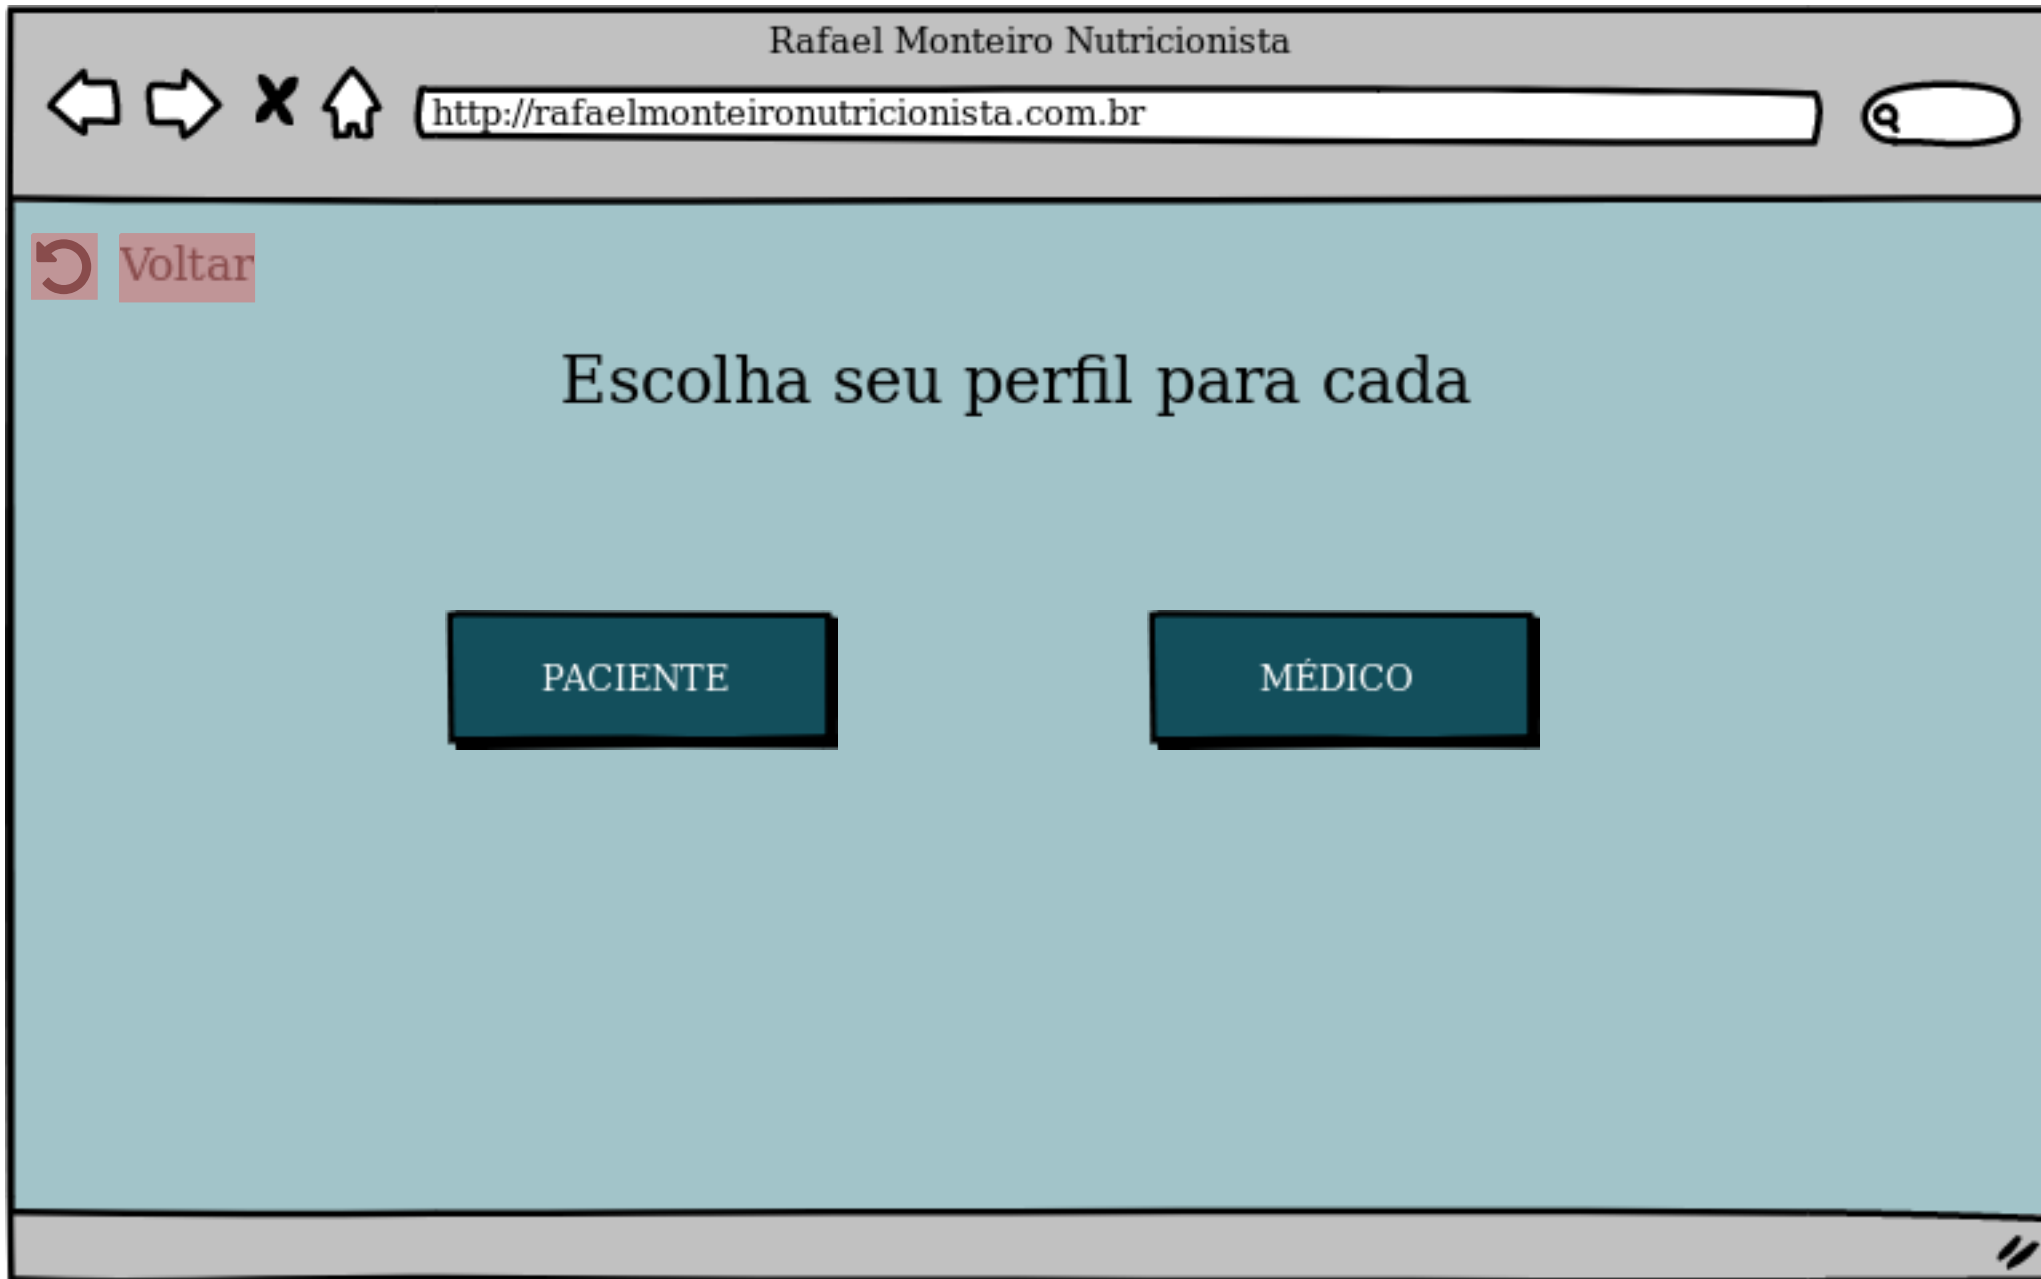 Rafael Monteiro Nutricionista
http://rafaelmonteironutricionista.com.br
Voltar
Escolha seu perfil para cada
PACIENTE
MÉDICO